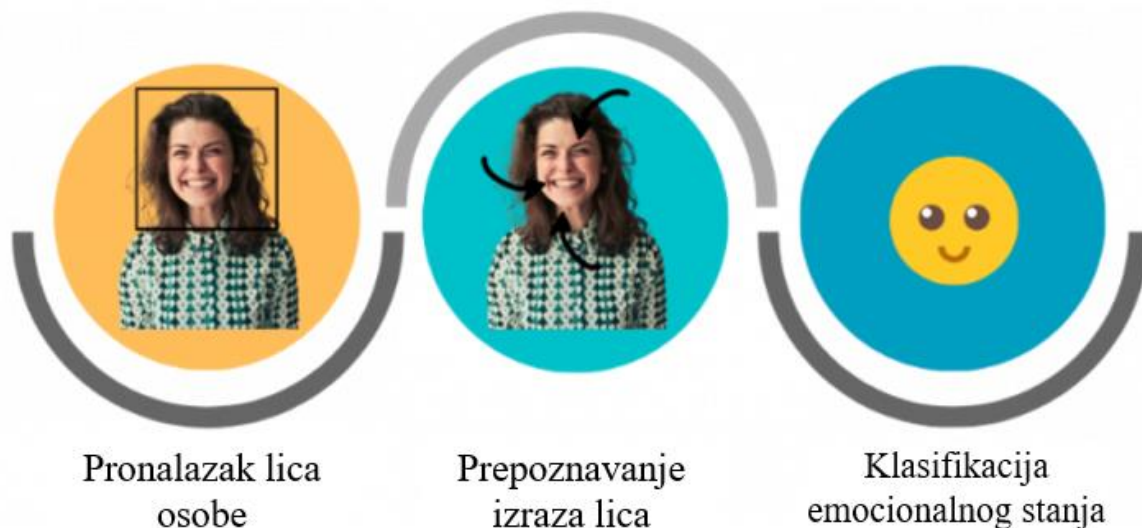 Pronalazak lica
osobe
Prepoznavanje
izraza lica
Klasifikacija
emocionalnog stanja